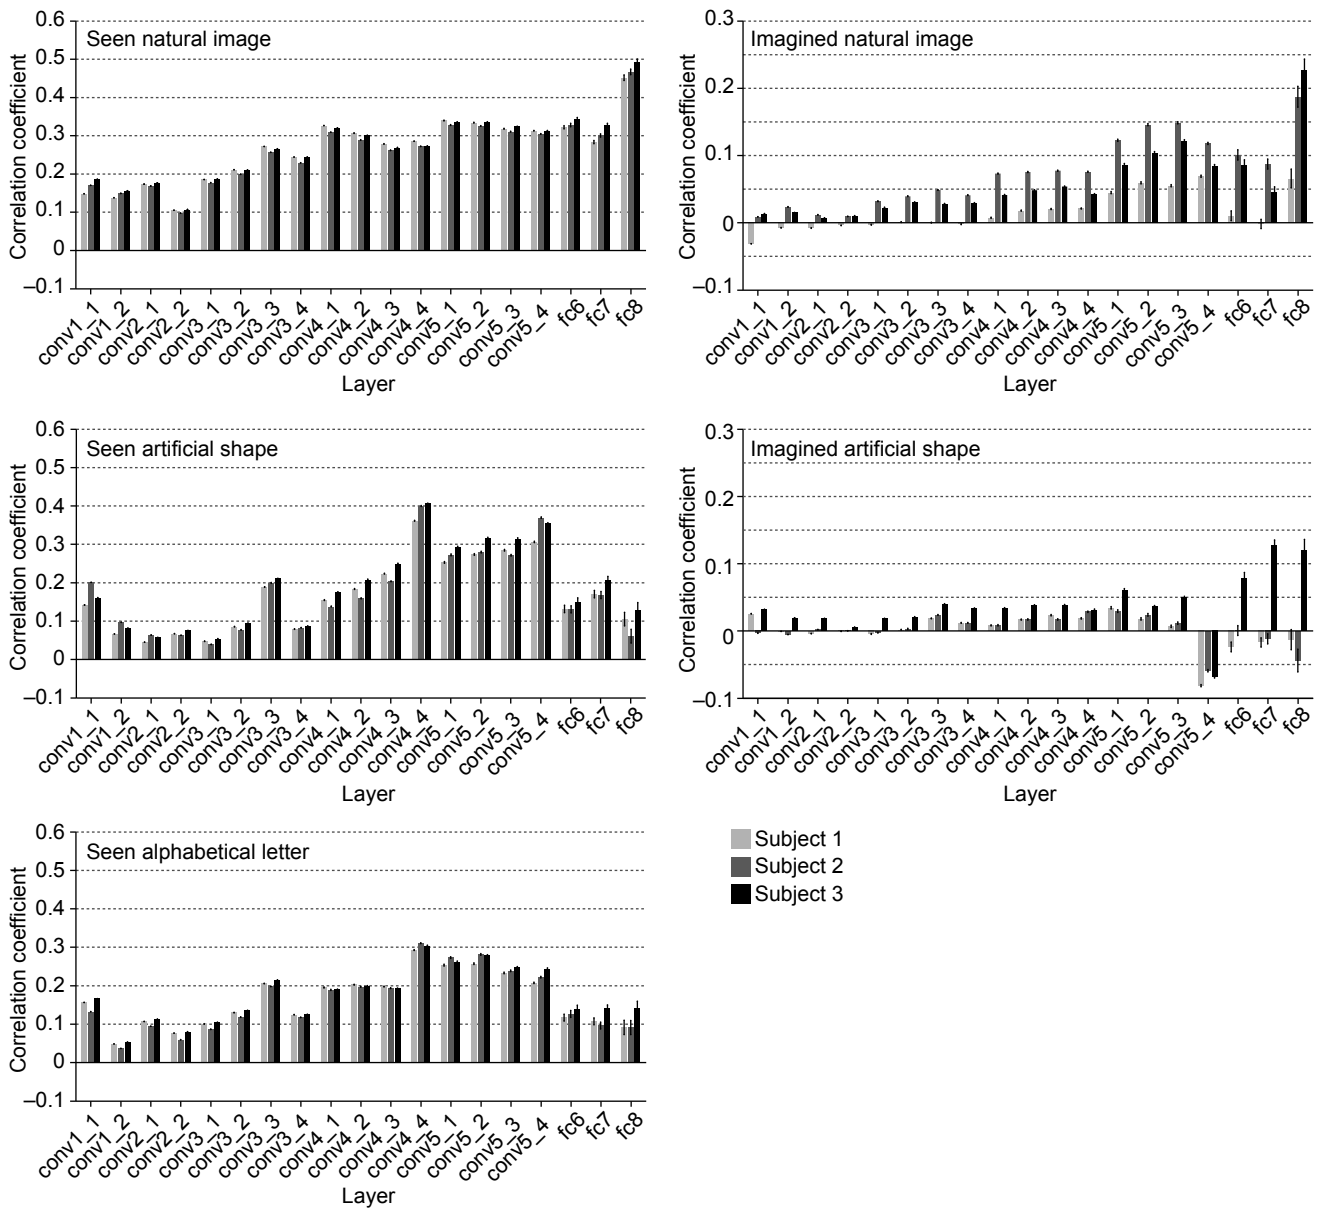 Seen natural image
Correlation coefficient
0.6
0.5
0.4
0.3
0.2
0.1
0
–0.1
conv1_1
conv1_2
conv2_1
conv2_2
conv3_1
conv3_2
conv3_3
conv3_4
conv4_1
conv4_2
conv4_3
conv4_4
conv5_1
conv5_2
conv5_3
conv5_4
fc6
fc7
fc8
Layer
Imagined natural image
Correlation coefficient
0.3
0.2
0.1
0
–0.1
conv1_1
conv1_2
conv2_1
conv2_2
conv3_1
conv3_2
conv3_3
conv3_4
conv4_1
conv4_2
conv4_3
conv4_4
conv5_1
conv5_2
conv5_3
conv5_4
fc6
fc7
fc8
Layer
Seen artificial shape
Correlation coefficient
0.6
0.5
0.4
0.3
0.2
0.1
0
–0.1
conv1_1
conv1_2
conv2_1
conv2_2
conv3_1
conv3_2
conv3_3
conv3_4
conv4_1
conv4_2
conv4_3
conv4_4
conv5_1
conv5_2
conv5_3
conv5_4
fc6
fc7
fc8
Layer
Imagined artificial shape
Correlation coefficient
0.3
0.2
0.1
0
–0.1
conv1_1
conv1_2
conv2_1
conv2_2
conv3_1
conv3_2
conv3_3
conv3_4
conv4_1
conv4_2
conv4_3
conv4_4
conv5_1
conv5_2
conv5_3
conv5_4
fc6
fc7
fc8
Layer
Seen alphabetical letter
Correlation coefficient
0.6
0.5
0.4
0.3
0.2
0.1
0
–0.1
conv1_1
conv1_2
conv2_1
conv2_2
conv3_1
conv3_2
conv3_3
conv3_4
conv4_1
conv4_2
conv4_3
conv4_4
conv5_1
conv5_2
conv5_3
conv5_4
fc6
fc7
fc8
Layer
Subject 1
Subject 2
Subject 3